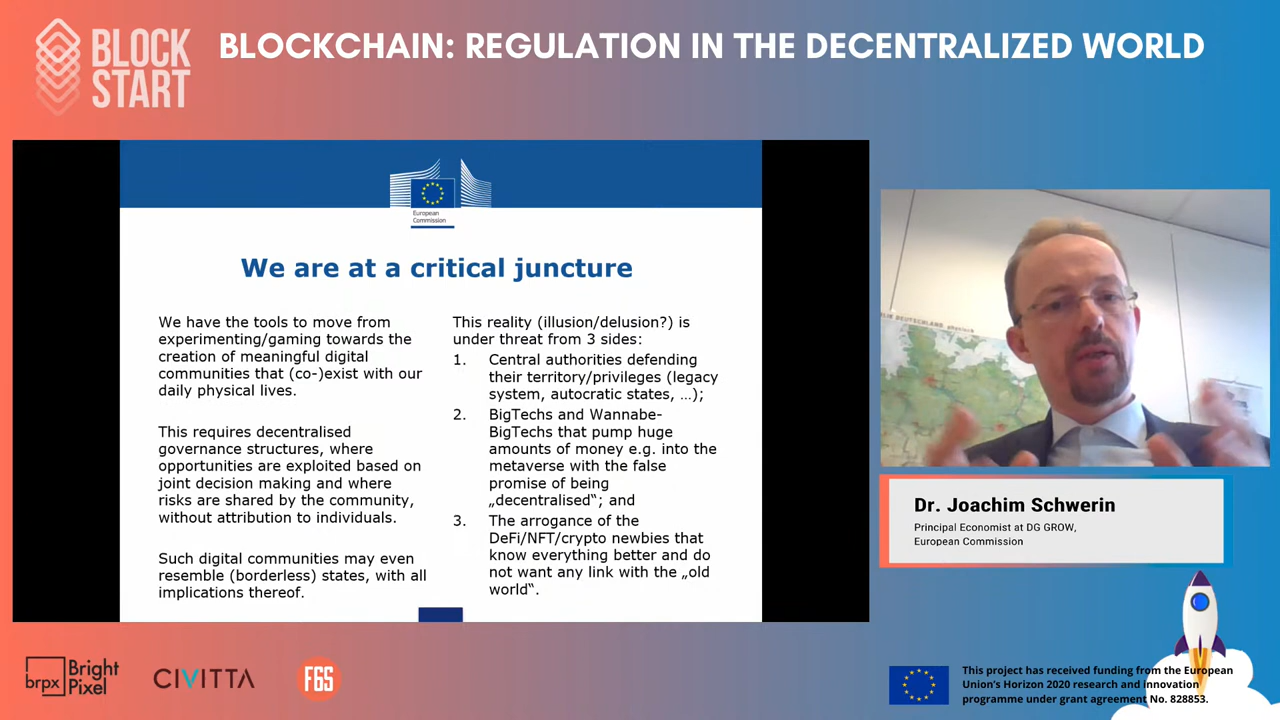 BLOCK
START
BLOCKCHAIN: REGULATION IN THE DECENTRALIZED WORLD
European
Commission
We are at a critical juncture
We have the tools to move from
experimenting/gaming towards the
creation of meaningful digital
communities that (co-)exist with our
daily physical lives.
This requires decentralised
governance structures, where
opportunities are exploited based on
joint decision making and where
risks are shared by the community,
without attribution to individuals.
Such digital communities may even
resemble (borderless) states, with all
implications thereof.
This reality (illusion/delusion?) is
under threat from 3 sides:
1. Central authorities defending
their territory/privileges (legacy
system, autocratic states, …);
2. BigTechs and Wannabe-
BigTechs that pump huge
amounts of money e.g. into the
metaverse with the false
promise of being
„decentralised“; and
3. The arrogance of the
DeFi/NFT/crypto newbies that
know everything better and do
not want any link with the „old
world“.
DEUTSCHLAND
Dr. Joachim Schwerin
Principal Economist at DG GROW,
European Commission
brpx
Bright
Pixel
CIVITTA
F6S
This project has received funding from the European
Union's Horizon 2020 research and innovation
programme under grant agreement No. 828853.